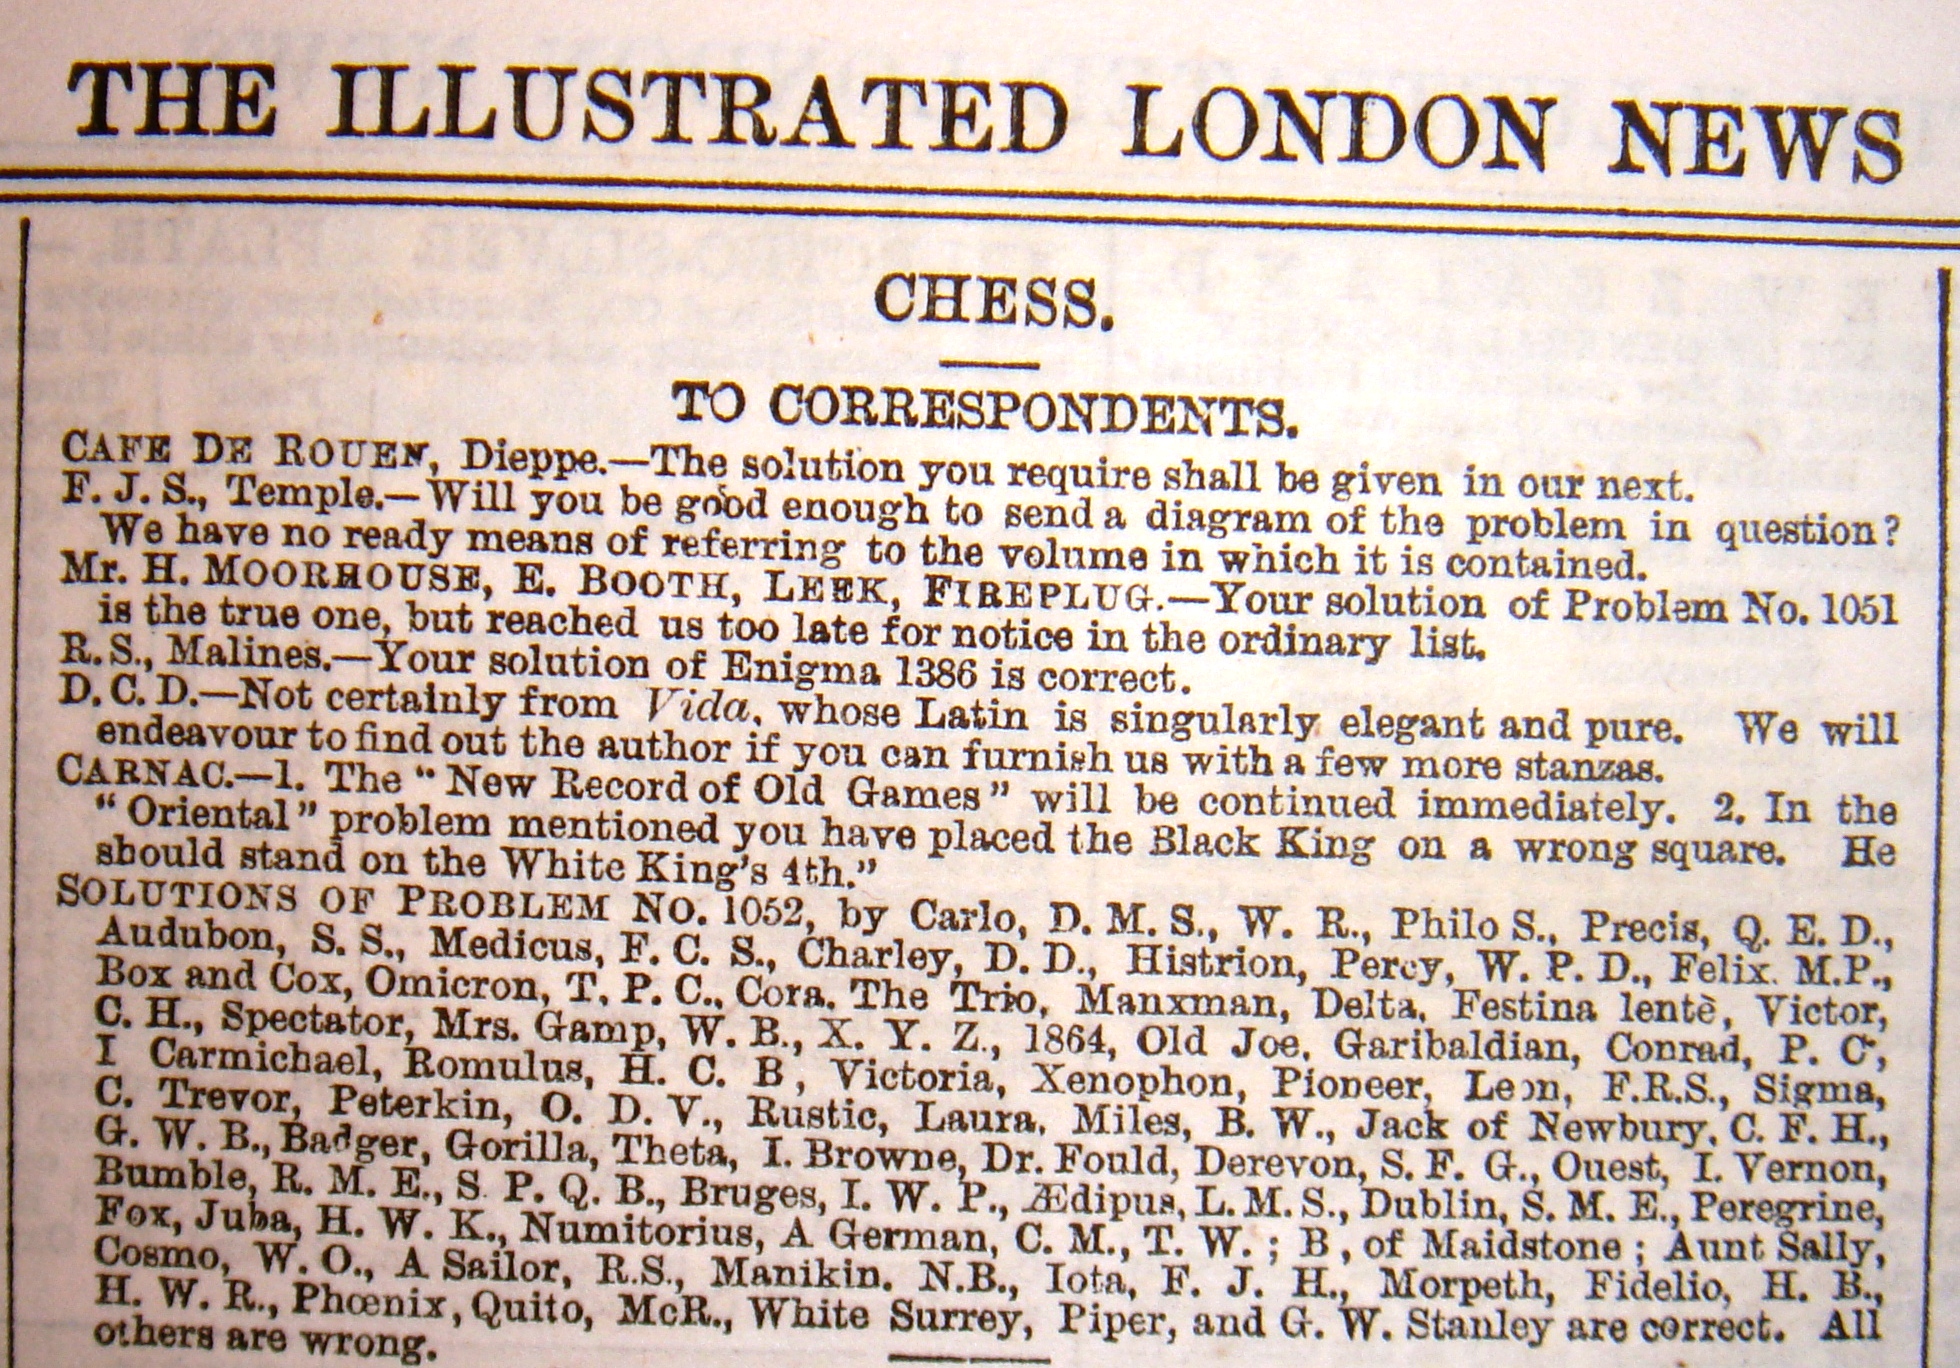 THE ILLUSTRATED LONDON NEWS
CHESS.
TO CORRESPONDENTS.
CAFE DE ROUEN, Dieppe.—The solution you require shall be given in our next.
F. J. S., Temple.—Will you be good enough to send a diagram of the problem in question?
We have no ready means of referring to the volume in which it is contained.
Mr. H. MOORHOUSE, E. BOOTH, LEEK, FIREPLUG.—Your solution of Problem No. 1051
is the true one, but reached us too late for notice in the ordinary list.
R. S., Malines.—Your solution of Enigma 1386 is correct.
D. C. D.—Not certainly from Vida, whose Latin is singularly elegant and pure. We will
endeavour to find out the author if you can furnish us with a few more stanzas.
CARNAC.—1. The “New Record of Old Games” will be continued immediately. 2. In the
“Oriental” problem mentioned you have placed the Black King on a wrong square. He
should stand on the White King's 4th.”
SOLUTIONS OF PROBLEM NO. 1052, by Carlo, D. M. S., W. R., Philo S., Precis, Q. E. D.,
Audubon, S. S., Medicus, F. C. S., Charley, D. D., Histrion, Percy, W. P. D., Felix. M.P.,
Box and Cox, Omicron, T. P. C., Cora. The Trio, Manxman, Delta, Festina lentè, Victor,
C. H., Spectator, Mrs. Gamp, W. B., X. Y. Z., 1864, Old Joe, Garibaldian, Conrad, P. C.,
I Carmichael, Romulus, H. C. B, Victoria, Xenophon, Pioneer, Leon, F.R.S., Sigma,
C. Trevor, Peterkin, O. D. V., Rustic, Laura, Miles, B. W., Jack of Newbury, C. F. H.,
G. W. B., Badger, Gorilla, Theta, I. Browne, Dr. Fould, Derevon, S. F. G., Ouest, I. Vernon,
Bumble, R. M. E., S P. Q. B., Bruges, I. W. P., Ædipus, L. M. S., Dublin, S. M. E., Peregrine,
Fox, Juba, H. W. K., Numitorius, A German, C. M., T. W. ; B, of Maidstone ; Aunt Sally,
Cosmo, W. O., A Sailor, R.S., Manikin. N.B., Iota, F. J. H., Morpeth, Fidelio, H. B.,
H. W. R., Phœnix, Quito, McR., White Surrey, Piper, and G. W. Stanley are correct. All
others are wrong.